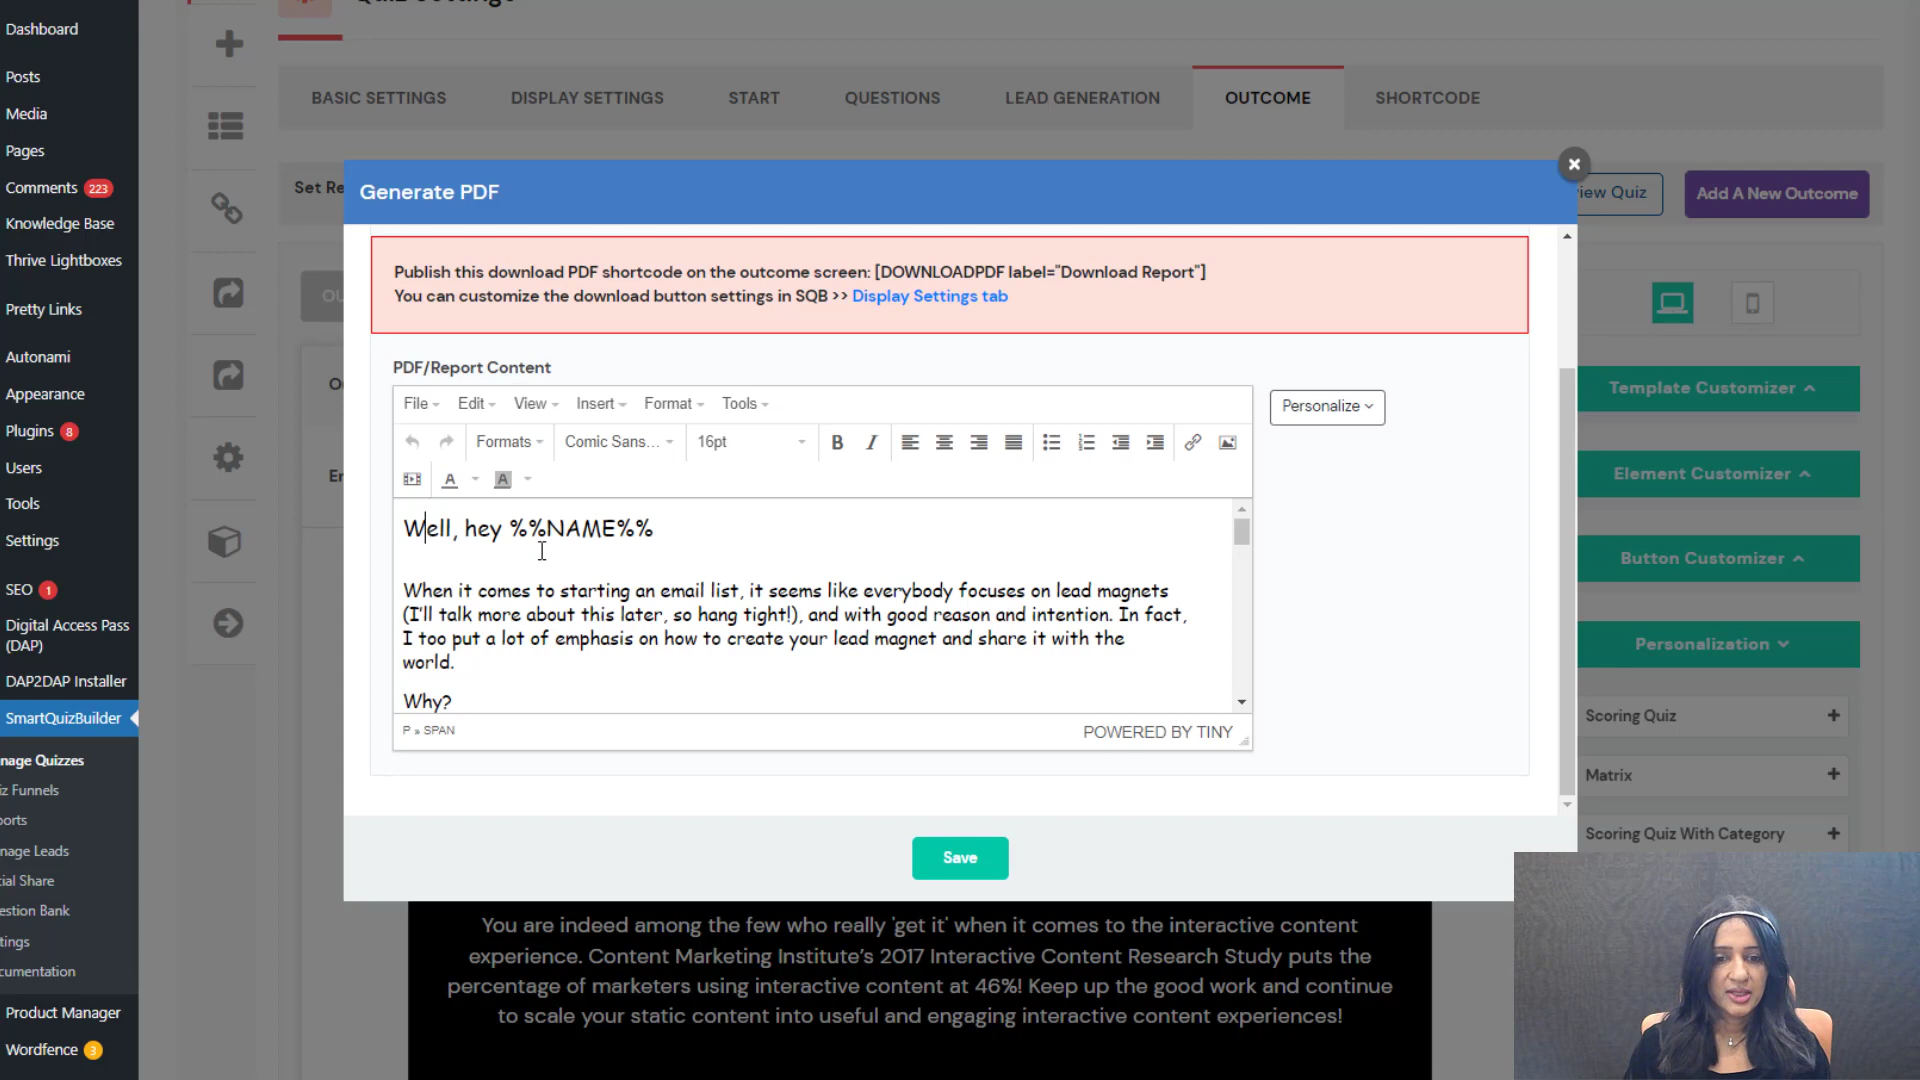 Dashboard
Posts
Media
Pages
Comments 223
Knowledge Base
Thrive Lightboxes
Pretty Links
Autonami
Appearance
Plugins 8
Users
Tools
Settings
SEO 1
Digital Access Pass
(DAP)
DAP2DAP Installer
SmartQuizBuilder
nage Quizzes
iz Funnels
orts
nage Leads
ial Share
estion Bank
tings
cumentation
Product Manager
Wordfence 3
BASIC SETTINGS
DISPLAY SETTINGS
START
QUESTIONS
LEAD GENERATION
OUTCOME
SHORTCODE
Set Re
iew Quiz
Add A New Outcome
Generate PDF
Publish this download PDF shortcode on the outcome screen: [DOWNLOADPDF label="Download Report"]
You can customize the download button settings in SQB >> Display Settings tab
PDF/Report Content
File Edit View Insert Format Tools
Personalize
Formats Comic Sans... 16pt B I
A A
Well, hey %%NAME%%
When it comes to starting an email list, it seems like everybody focuses on lead magnets
(I'll talk more about this later, so hang tight!), and with good reason and intention. In fact,
I too put a lot of emphasis on how to create your lead magnet and share it with the
world.
Why?
P » SPAN
POWERED BY TINY
Save
Template Customizer
Element Customizer
Button Customizer
Personalization
Scoring Quiz +
Matrix +
Scoring Quiz With Category +
You are indeed among the few who really 'get it' when it comes to the interactive content
experience. Content Marketing Institute's 2017 Interactive Content Research Study puts the
percentage of marketers using interactive content at 46%! Keep up the good work and continue
to scale your static content into useful and engaging interactive content experiences!